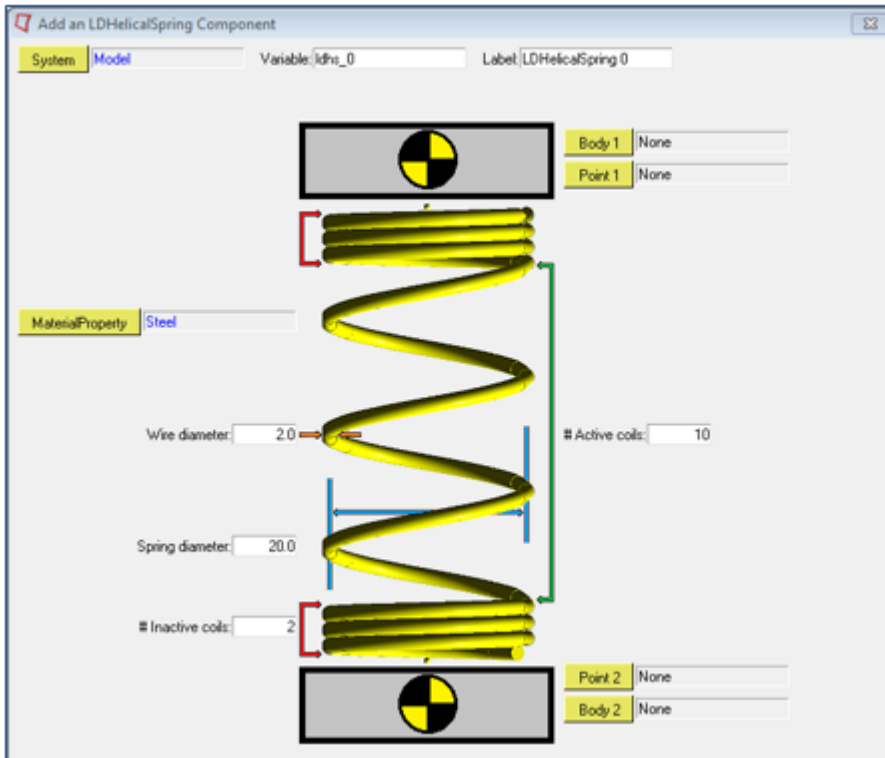 Add an LDHelicalSpring Component
System Model Variable: ldhs_0 Label: LDHelicalSpring 0
Body 1 None
Point 1 None
MaterialProperty Steel
Wire diameter: 2.0 # Active coils: 10
Spring diameter: 20.0
# Inactive coils: 2
Point 2 None
Body 2 None